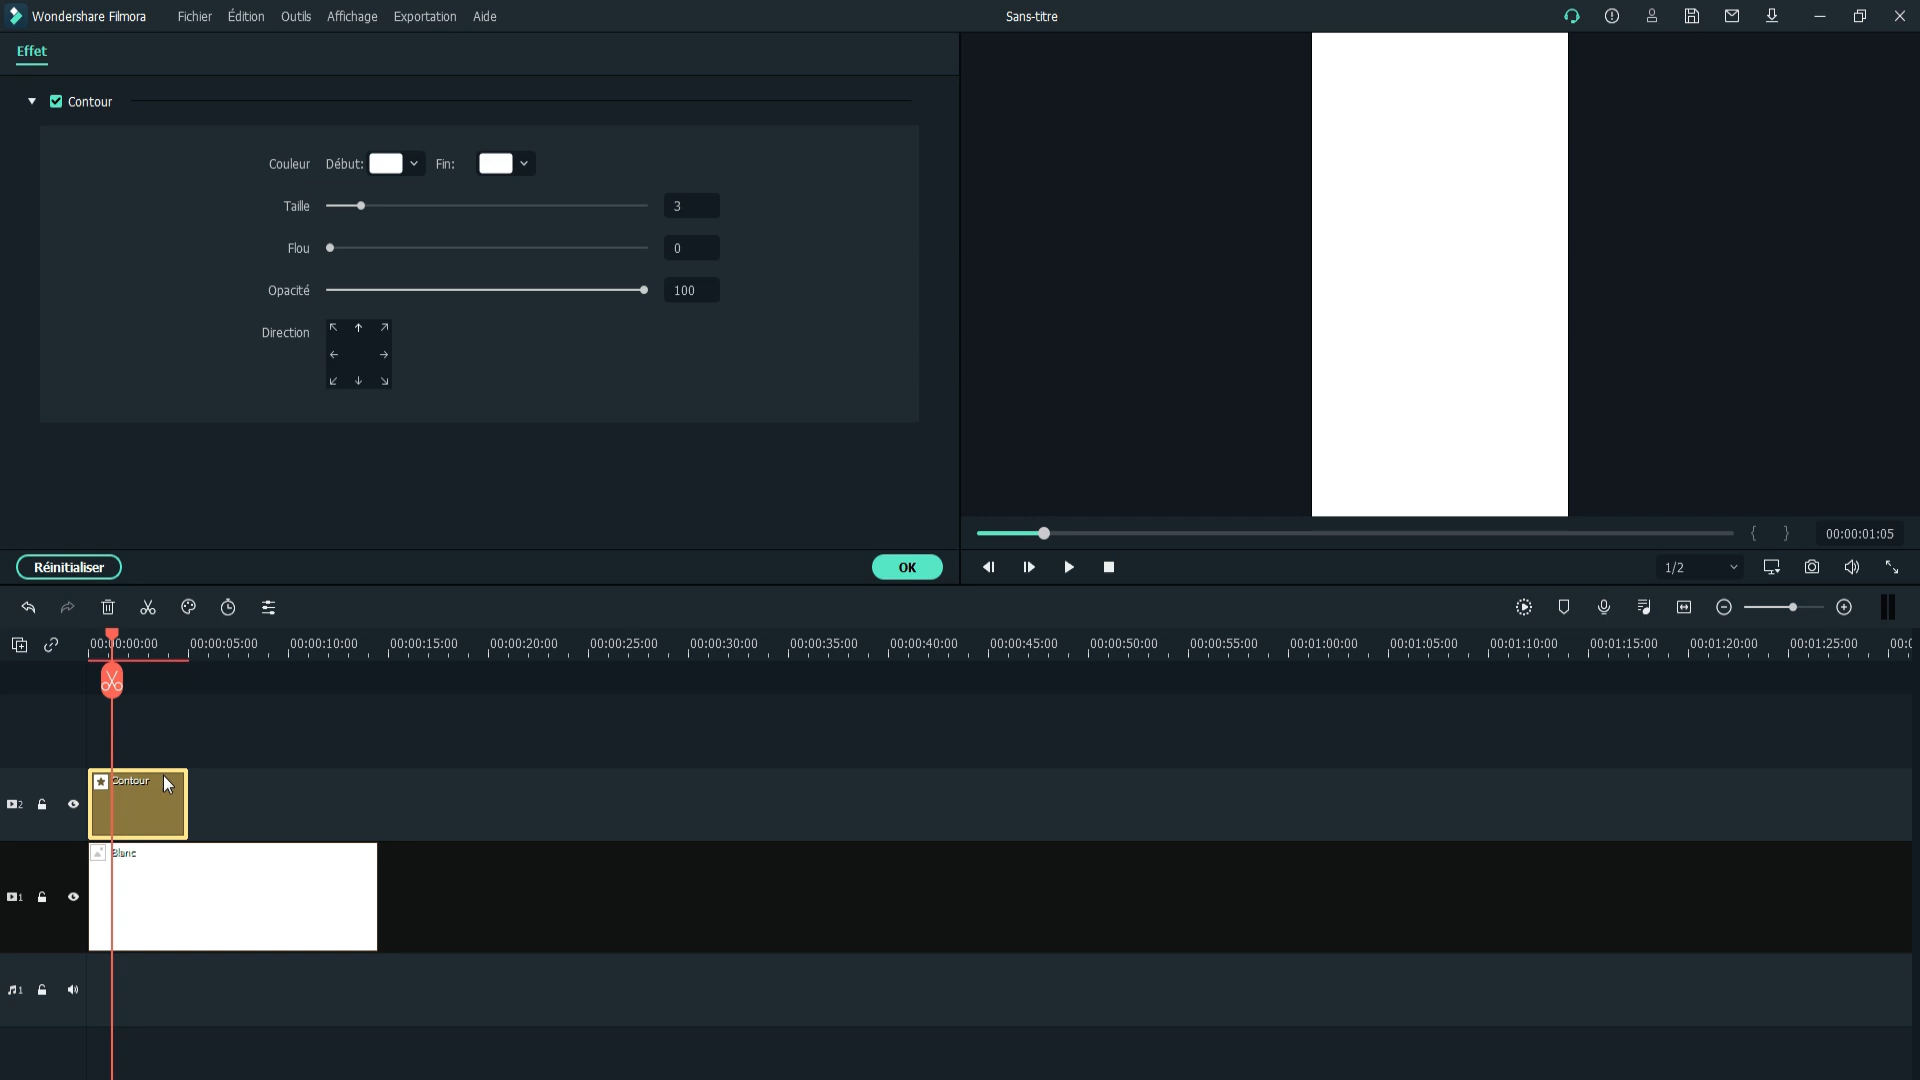 Wondershare Filmora Fichier Édition Outils Affichage Exportation Aide Sans-titre
Effet
Contour
Couleur Début: Fin:
Taille 3
Flou 0
Opacité 100
Direction
{ } 00:00:01:05
Réinitialiser OK
1/2
00:00:00:00 00:00:05:00 00:00:10:00 00:00:15:00 00:00:20:00 00:00:25:00 00:00:30:00 00:00:35:00 00:00:40:00 00:00:45:00 00:00:50:00 00:00:55:00 00:01:00:00 00:01:05:00 00:01:10:00 00:01:15:00 00:01:20:00 00:01:25:00 00:0
Contour
2
Blanc
1
1